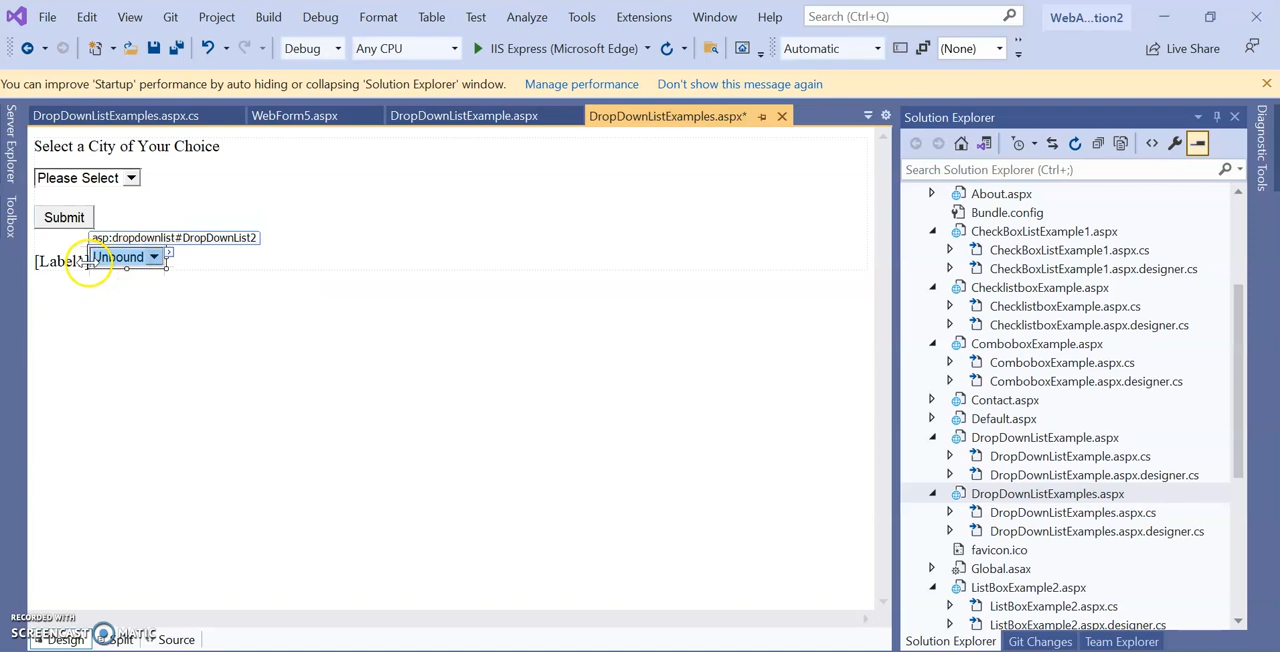 File Edit View Git Project Build Debug Format Table Test Analyze Tools Extensions Window Help Search (Ctrl+Q) WebA...tion2
Debug Any CPU IIS Express (Microsoft Edge) Automatic (None) Live Share
You can improve 'Startup' performance by auto hiding or collapsing 'Solution Explorer' window. Manage performance Don't show this message again
Server Explorer
Toolbox
DropDownListExamples.aspx.cs WebForm5.aspx DropDownListExample.aspx DropDownListExamples.aspx*
Select a City of Your Choice
Please Select
Submit
asp:dropdownlist#DropDownList2
Unbound
Design Split Source
Solution Explorer
Search Solution Explorer (Ctrl+;)
About.aspx
Bundle.config
CheckBoxListExample1.aspx
CheckBoxListExample1.aspx.cs
CheckBoxListExample1.aspx.designer.cs
ChecklistboxExample.aspx
ChecklistboxExample.aspx.cs
ChecklistboxExample.aspx.designer.cs
ComboboxExample.aspx
ComboboxExample.aspx.cs
ComboboxExample.aspx.designer.cs
Contact.aspx
Default.aspx
DropDownListExample.aspx
DropDownListExample.aspx.cs
DropDownListExample.aspx.designer.cs
DropDownListExamples.aspx
DropDownListExamples.aspx.cs
DropDownListExamples.aspx.designer.cs
favicon.ico
Global.asax
ListBoxExample2.aspx
ListBoxExample2.aspx.cs
ListBoxExample2.aspx.designer.cs
Solution Explorer Git Changes Team Explorer
Diagnostic Tools
RECORDED WITH
SCREENCAST MATIC